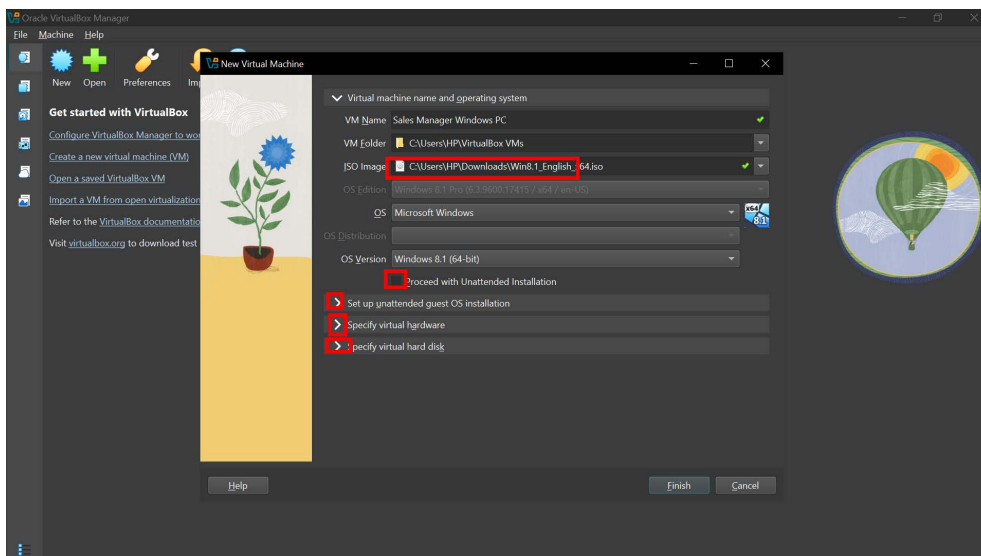 Oracle VirtualBox Manager
File Machine Help
New Open Preferences Im
New Virtual Machine
Get started with VirtualBox
Configure VirtualBox Manager to wo
Create a new virtual machine (VM)
Open a saved VirtualBox VM
Import a VM from open virtualization
Refer to the VirtualBox documentatio
Visit virtualbox.org to download test
Virtual machine name and operating system
VM Name Sales Manager Windows PC
VM Folder C:\Users\HP\VirtualBox VMs
ISO Image C:\Users\HP\Downloads\Win8.1_English_ 64.iso
OS Edition Windows 8.1 Pro (6.3.9600.17415 / x64 / en-US)
OS Microsoft Windows
x64
8.1
OS Distribution
OS Version Windows 8.1 (64-bit)
Proceed with Unattended Installation
Set up unattended guest OS installation
Specify virtual hardware
pecify virtual hard disk
Help Finish Cancel